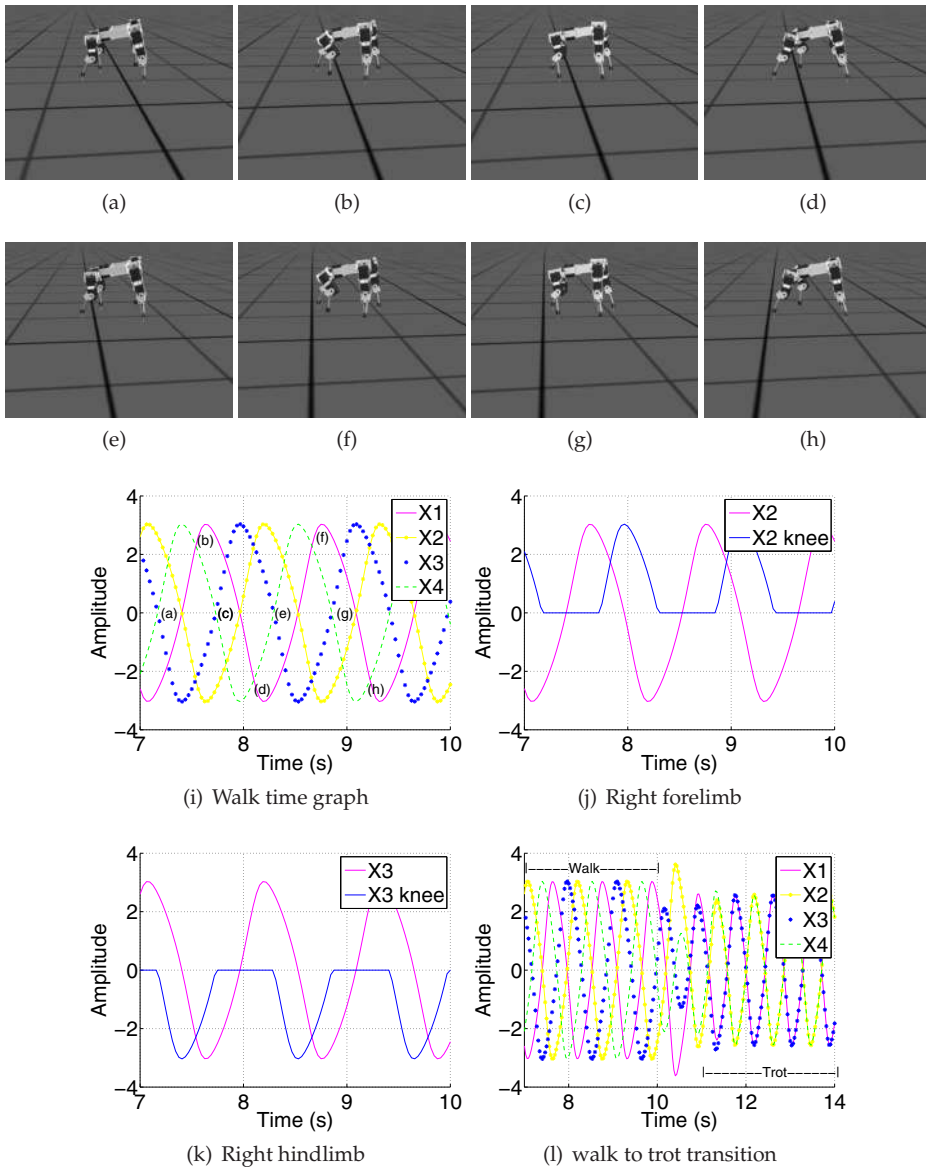 (a) (b) (c) (d)
(e) (f) (g) (h)
4
2
0
−2
−4
Amplitude
7 8 9 10
Time (s)
X1
X2
X3
X4
(a)
(b)
(c)
(d)
(e)
(f)
(g)
(h)
(i) Walk time graph
4
2
0
−2
−4
Amplitude
7 8 9 10
Time (s)
X2
X2 knee
(j) Right forelimb
4
2
0
−2
−4
Amplitude
7 8 9 10
Time (s)
X3
X3 knee
(k) Right hindlimb
4
2
0
−2
−4
Amplitude
8 10 12 14
Time (s)
|————Walk————|
X1
X2
X3
X4
|————Trot————|
(l) walk to trot transition